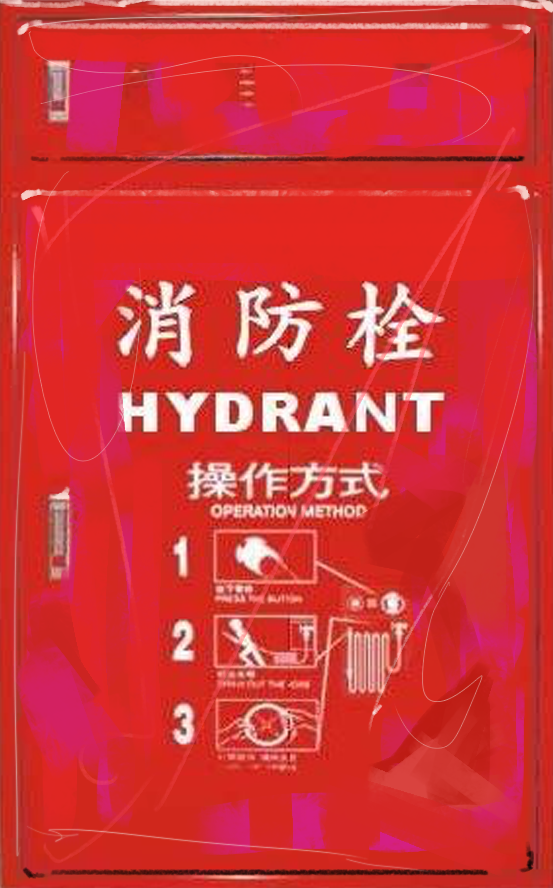 消防栓
HYDRANT
操作方式
OPERATION METHOD
1
PRESS THE BUTTON
2
3